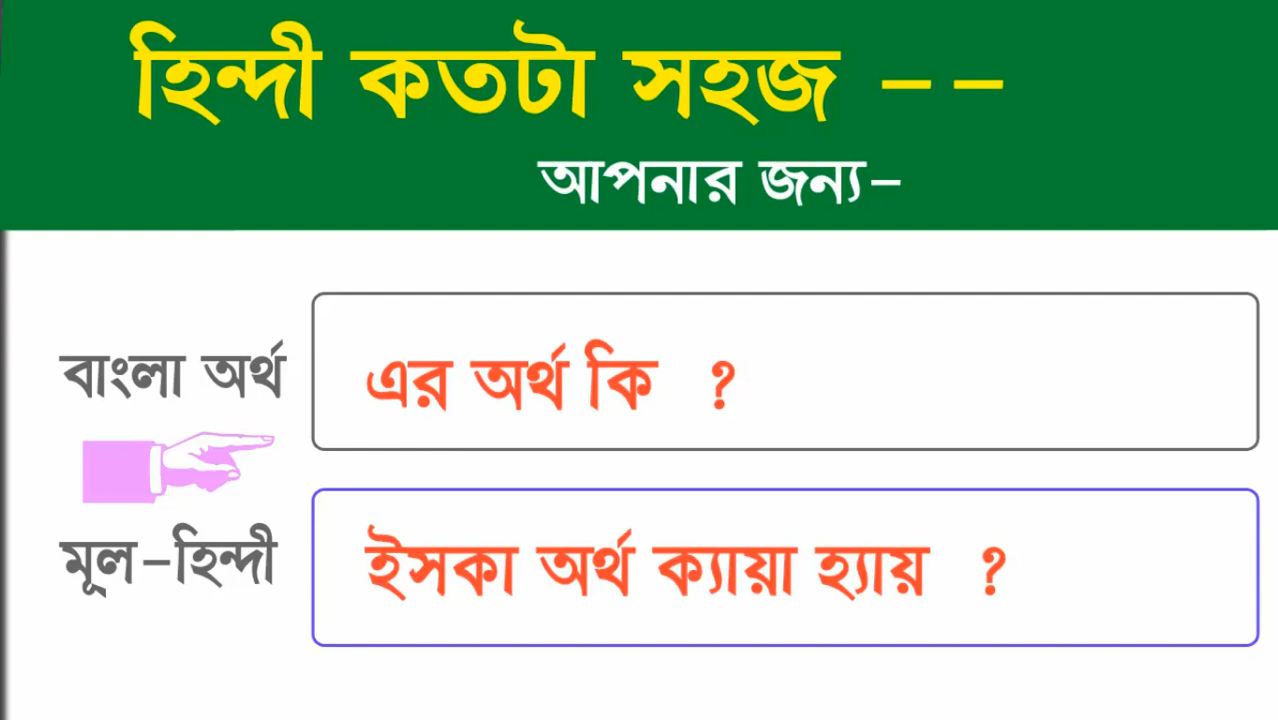 হিন্দী কতটা সহজ --
আপনার জন্য-
বাংলা অর্থ
এর অর্থ কি ?
মূল-হিন্দী
ইসকা অর্থ ক্যায়া হ্যায় ?